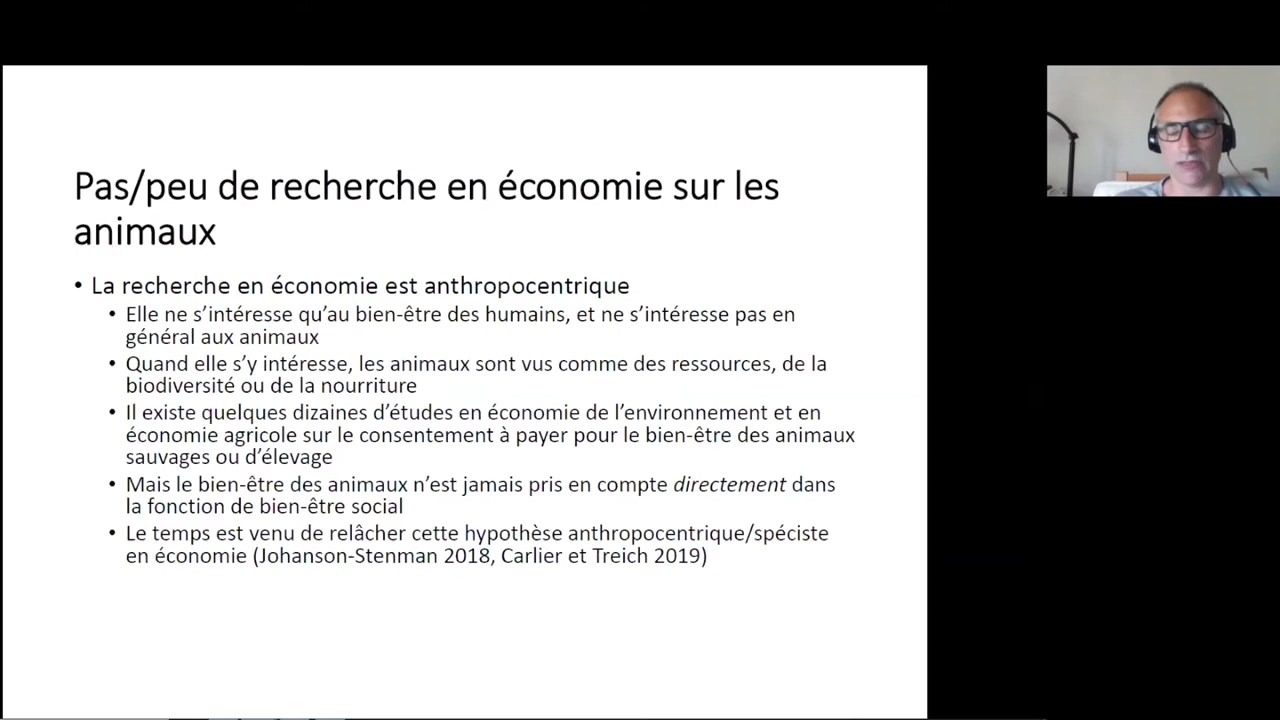 Pas/peu de recherche en économie sur les
animaux
• La recherche en économie est anthropocentrique
• Elle ne s’intéresse qu’au bien-être des humains, et ne s’intéresse pas en
général aux animaux
• Quand elle s’y intéresse, les animaux sont vus comme des ressources, de la
biodiversité ou de la nourriture
• Il existe quelques dizaines d’études en économie de l’environnement et en
économie agricole sur le consentement à payer pour le bien-être des animaux
sauvages ou d’élevage
• Mais le bien-être des animaux n’est jamais pris en compte directement dans
la fonction de bien-être social
• Le temps est venu de relâcher cette hypothèse anthropocentrique/spéciste
en économie (Johanson-Stenman 2018, Carlier et Treich 2019)